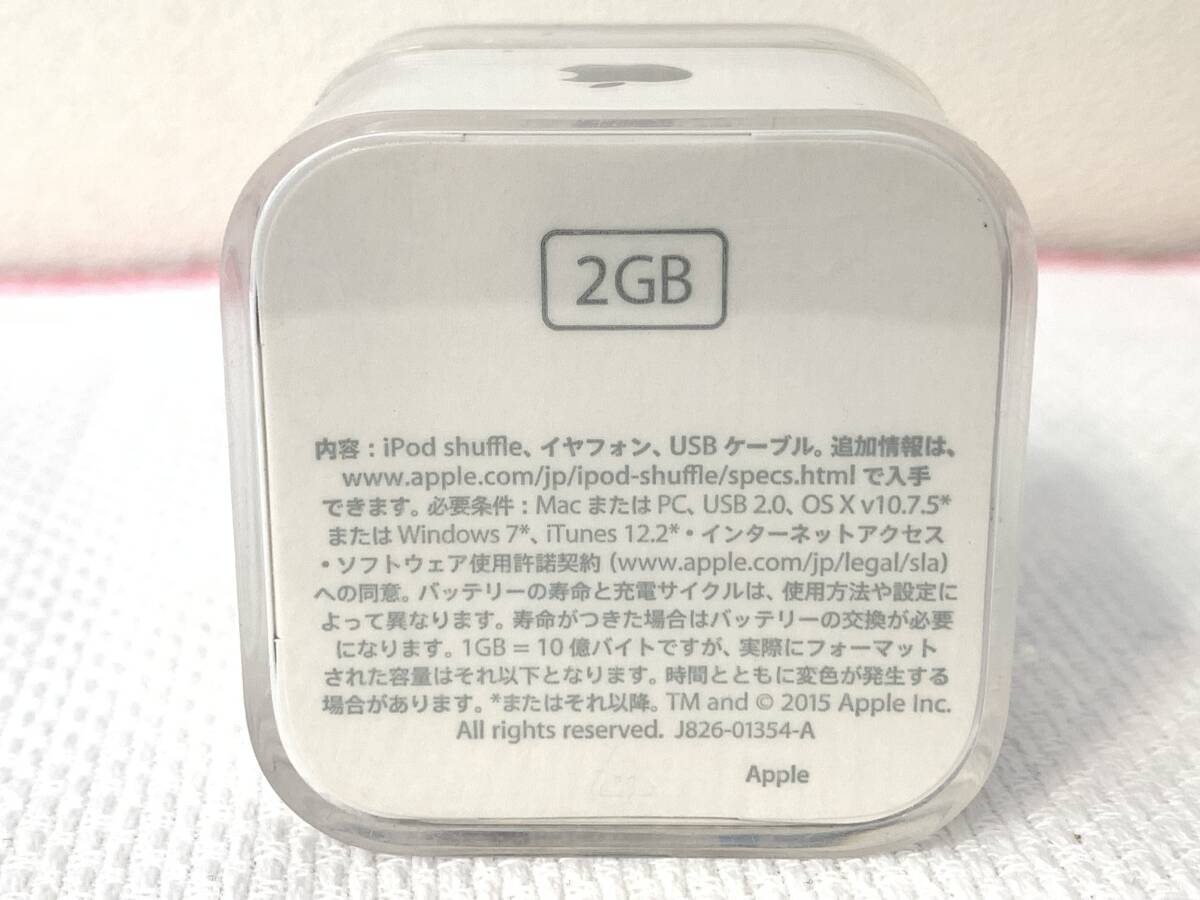 2GB
内容：iPod shuffle、イヤフォン、USB ケーブル。追加情報は、
www.apple.com/jp/ipod-shuffle/specs.html で入手
できます。必要条件：Mac または PC、USB 2.0、OS X v10.7.5*
または Windows 7*、iTunes 12.2*・インターネットアクセス
・ソフトウェア使用許諾契約 (www.apple.com/jp/legal/sla)
への同意。バッテリーの寿命と充電サイクルは、使用方法や設定に
よって異なります。寿命がつきた場合はバッテリーの交換が必要
になります。1GB = 10 億バイトですが、実際にフォーマット
された容量はそれ以下となります。時間とともに変色が発生する
場合があります。*またはそれ以降。TM and © 2015 Apple Inc.
All rights reserved. J826-01354-A
Apple